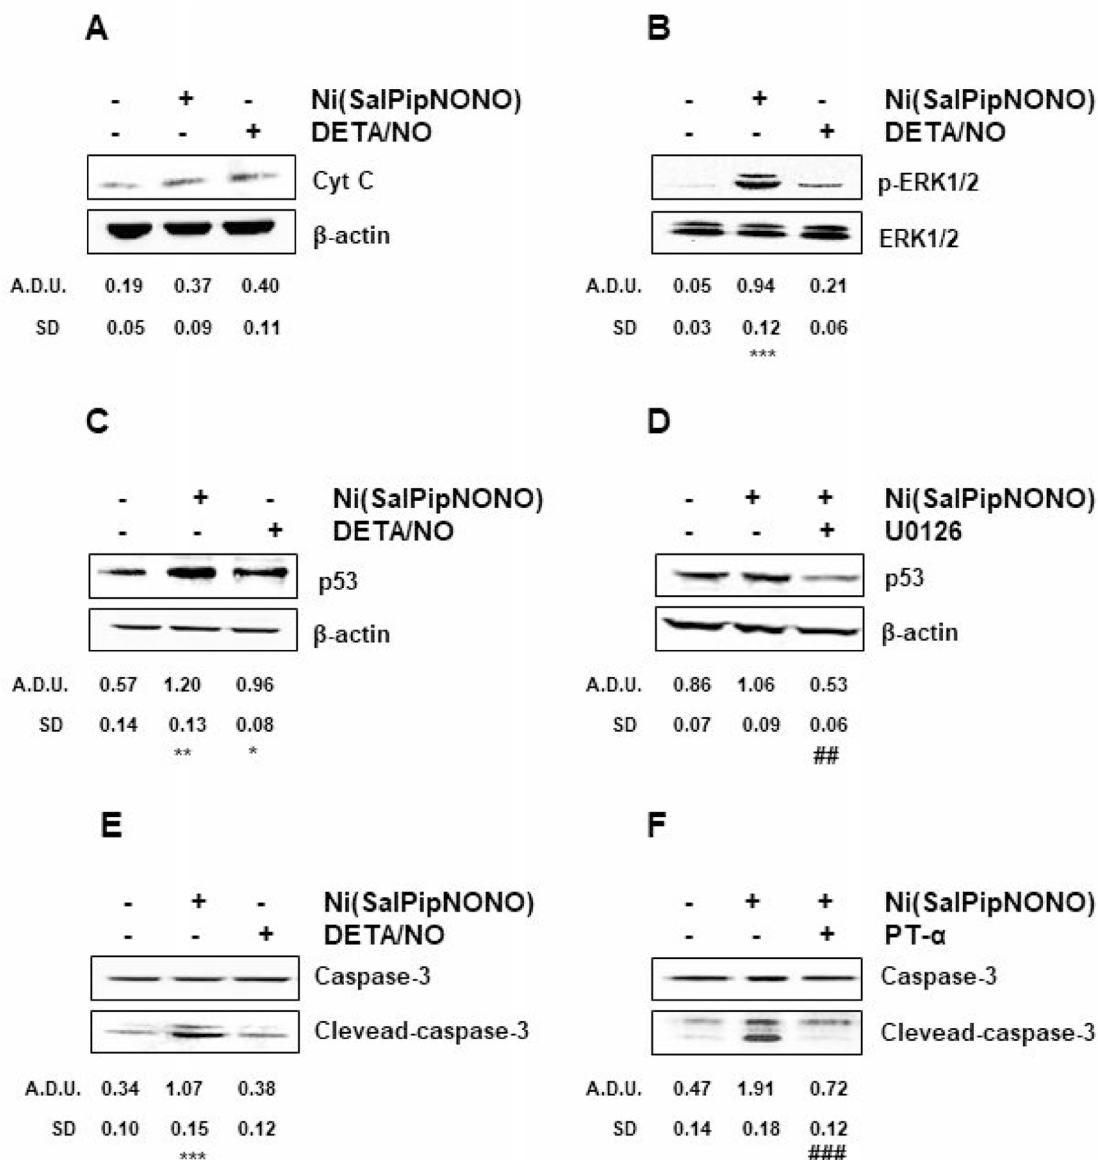 A
- + - Ni(SalPipNONO)
- - + DETA/NO
Cyt C
β-actin
A.D.U. 0.19 0.37 0.40
SD 0.05 0.09 0.11
B
- + - Ni(SalPipNONO)
- - + DETA/NO
p-ERK1/2
ERK1/2
A.D.U. 0.05 0.94 0.21
SD 0.03 0.12 0.06
***
C
- + - Ni(SalPipNONO)
- - + DETA/NO
p53
β-actin
A.D.U. 0.57 1.20 0.96
SD 0.14 0.13 0.08
** *
D
- + + Ni(SalPipNONO)
- - + U0126
p53
β-actin
A.D.U. 0.86 1.06 0.53
SD 0.07 0.09 0.06
##
E
- + - Ni(SalPipNONO)
- - + DETA/NO
Caspase-3
Clevead-caspase-3
A.D.U. 0.34 1.07 0.38
SD 0.10 0.15 0.12
***
F
- + + Ni(SalPipNONO)
- - + PT-α
Caspase-3
Clevead-caspase-3
A.D.U. 0.47 1.91 0.72
SD 0.14 0.18 0.12
###